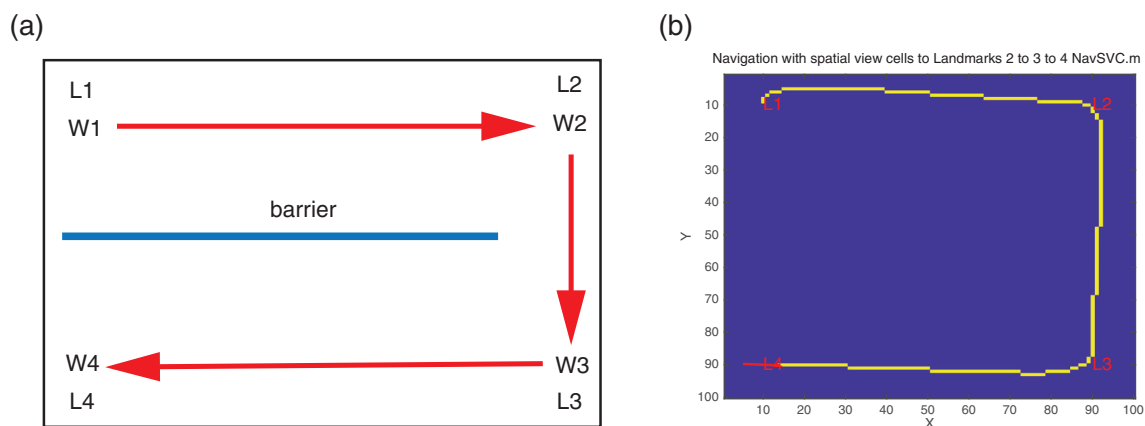 (a)
L1
L2
W1
W2
barrier
W4
W3
L4
L3
(b)
Navigation with spatial view cells to Landmarks 2 to 3 to 4 NavSVC.m
L1
L2
10
20
30
40
50
60
70
80
90
100
Y
L4
L3
10 20 30 40 50 60 70 80 90 100
X